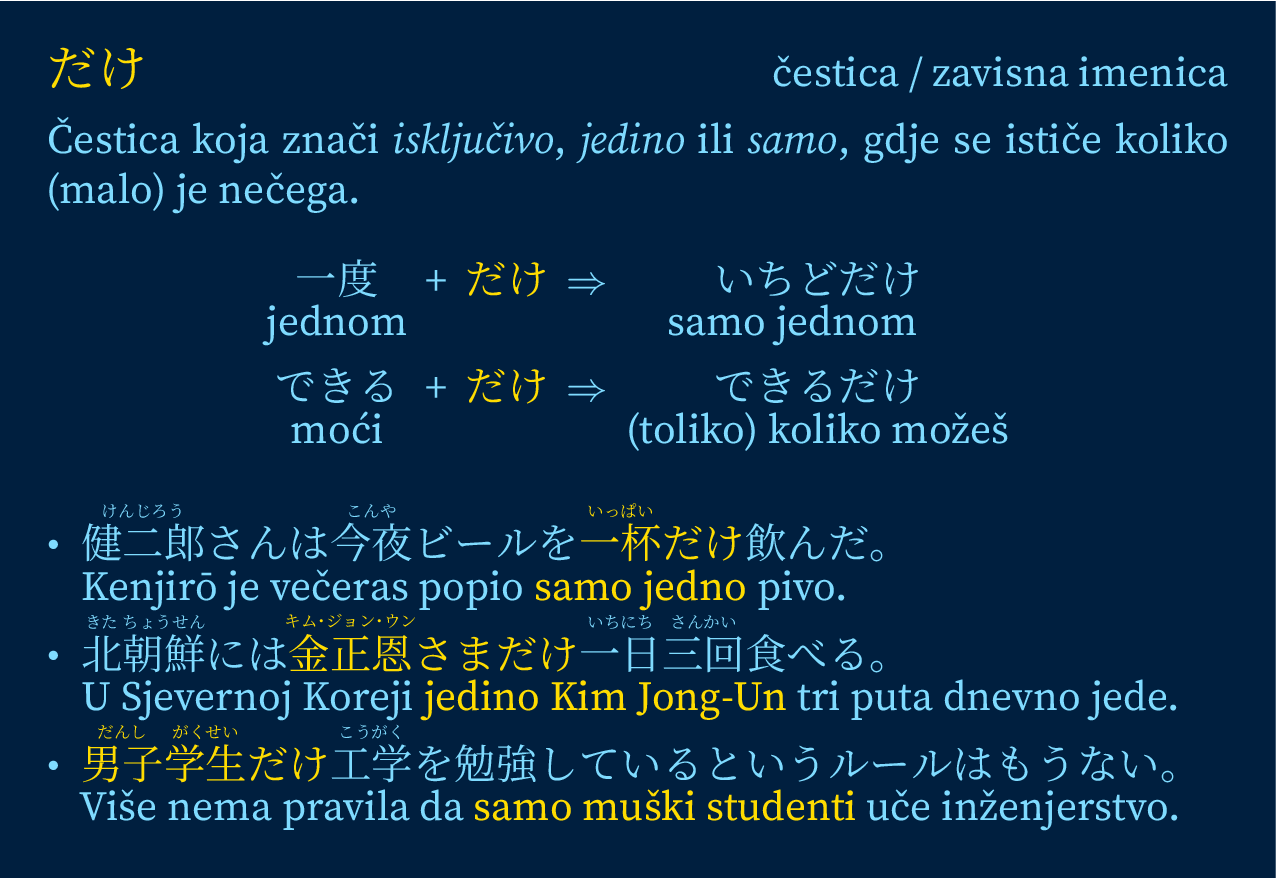 だけ čestica / zavisna imenica
Čestica koja znači isključivo, jedino ili samo, gdje se ističe koliko
(malo) je nečega.
一度 + だけ ⇒ いちどだけ
jednom samo jednom
できる + だけ ⇒ できるだけ
moći (toliko) koliko možeš
けんじろう こんや いっぱい
• 健二郎さんは今夜ビールを一杯だけ飲んだ。
Kenjirō je večeras popio samo jedno pivo.
きた ちょうせん キム・ジョン・ウン いちにち さんかい
• 北朝鮮には金正恩さまだけ一日三回食べる。
U Sjevernoj Koreji jedino Kim Jong-Un tri puta dnevno jede.
だんし がくせい こうがく
• 男子学生だけ工学を勉強しているというルールはもうない。
Više nema pravila da samo muški studenti uče inženjerstvo.